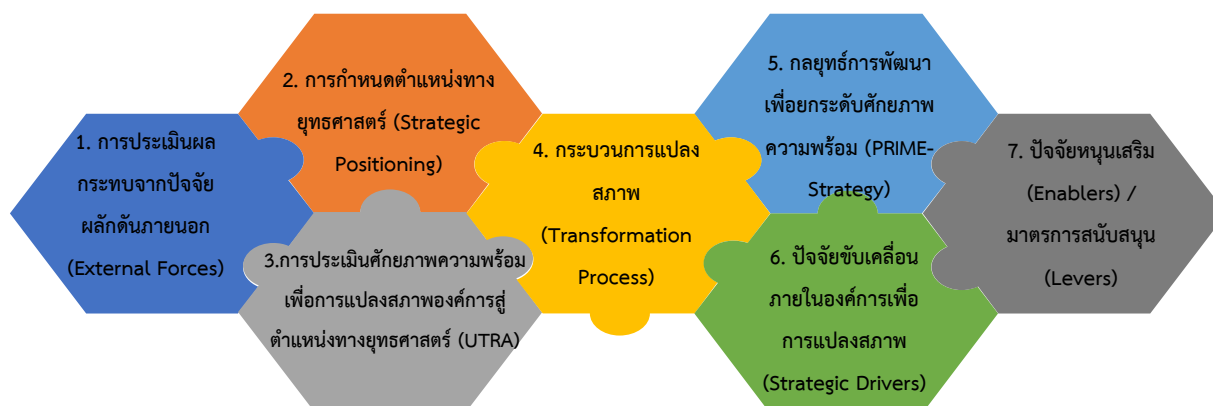 1. การประเมินผล
กระทบจากปัจจัย
ผลักดันภายนอก
(External Forces)
2. การกำหนดตำแหน่งทาง
ยุทธศาสตร์ (Strategic
Positioning)
3.การประเมินศักยภาพความพร้อม
เพื่อการแปลงสภาพองค์การสู่
ตำแหน่งทางยุทธศาสตร์ (UTRA)
4. กระบวนการแปลง
สภาพ
(Transformation
Process)
5. กลยุทธ์การพัฒนา
เพื่อยกระดับศักยภาพ
ความพร้อม (PRIME-
Strategy)
6. ปัจจัยขับเคลื่อน
ภายในองค์การเพื่อ
การแปลงสภาพ
(Strategic Drivers)
7. ปัจจัยหนุนเสริม
(Enablers) /
มาตรการสนับสนุน
(Levers)